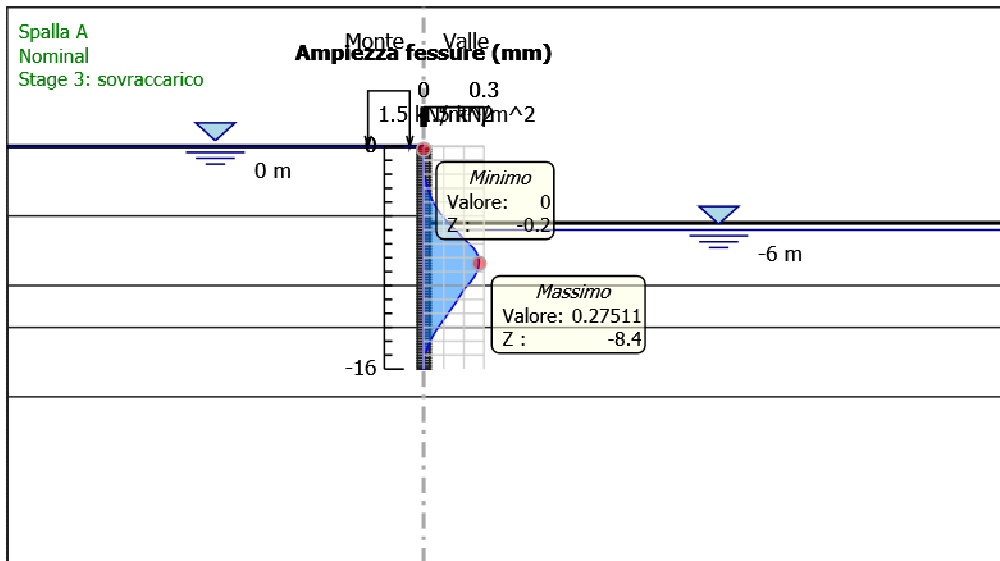 Spalla A
Nominal
Stage 3: sovraccarico
Monte
Valle
Ampiezza fessure (mm)
0
0.3
1.5
0
0 m
Minimo
Valore: 0
Z : -0.2
-6 m
Massimo
Valore: 0.27511
Z : -8.4
-16